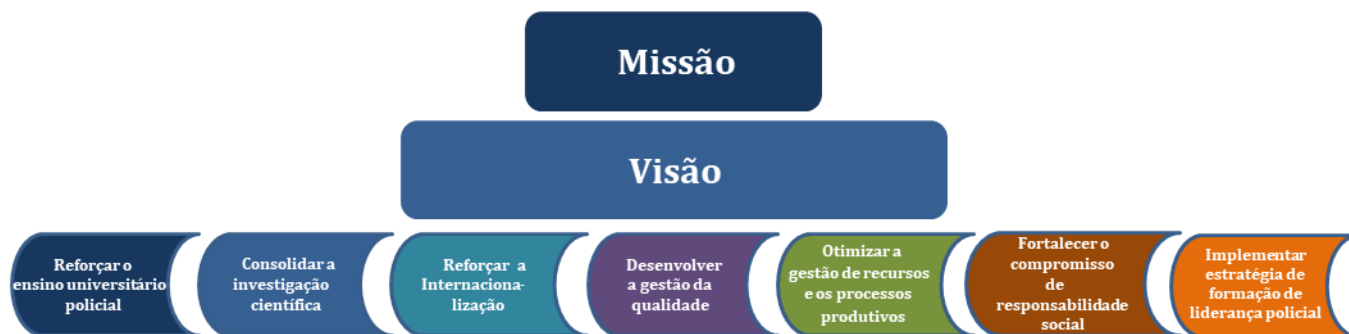 Missão
Visão
Reforçar o
ensino universitário
policial
Consolidar a
investigação
científica
Reforçar a
Internaciona-
lização
Desenvolver
a gestão da
qualidade
Otimizar a
gestão de recursos
e os processos
produtivos
Fortalecer o
compromisso
de
responsabilidade
social
Implementar
estratégia de
formação de
liderança policial